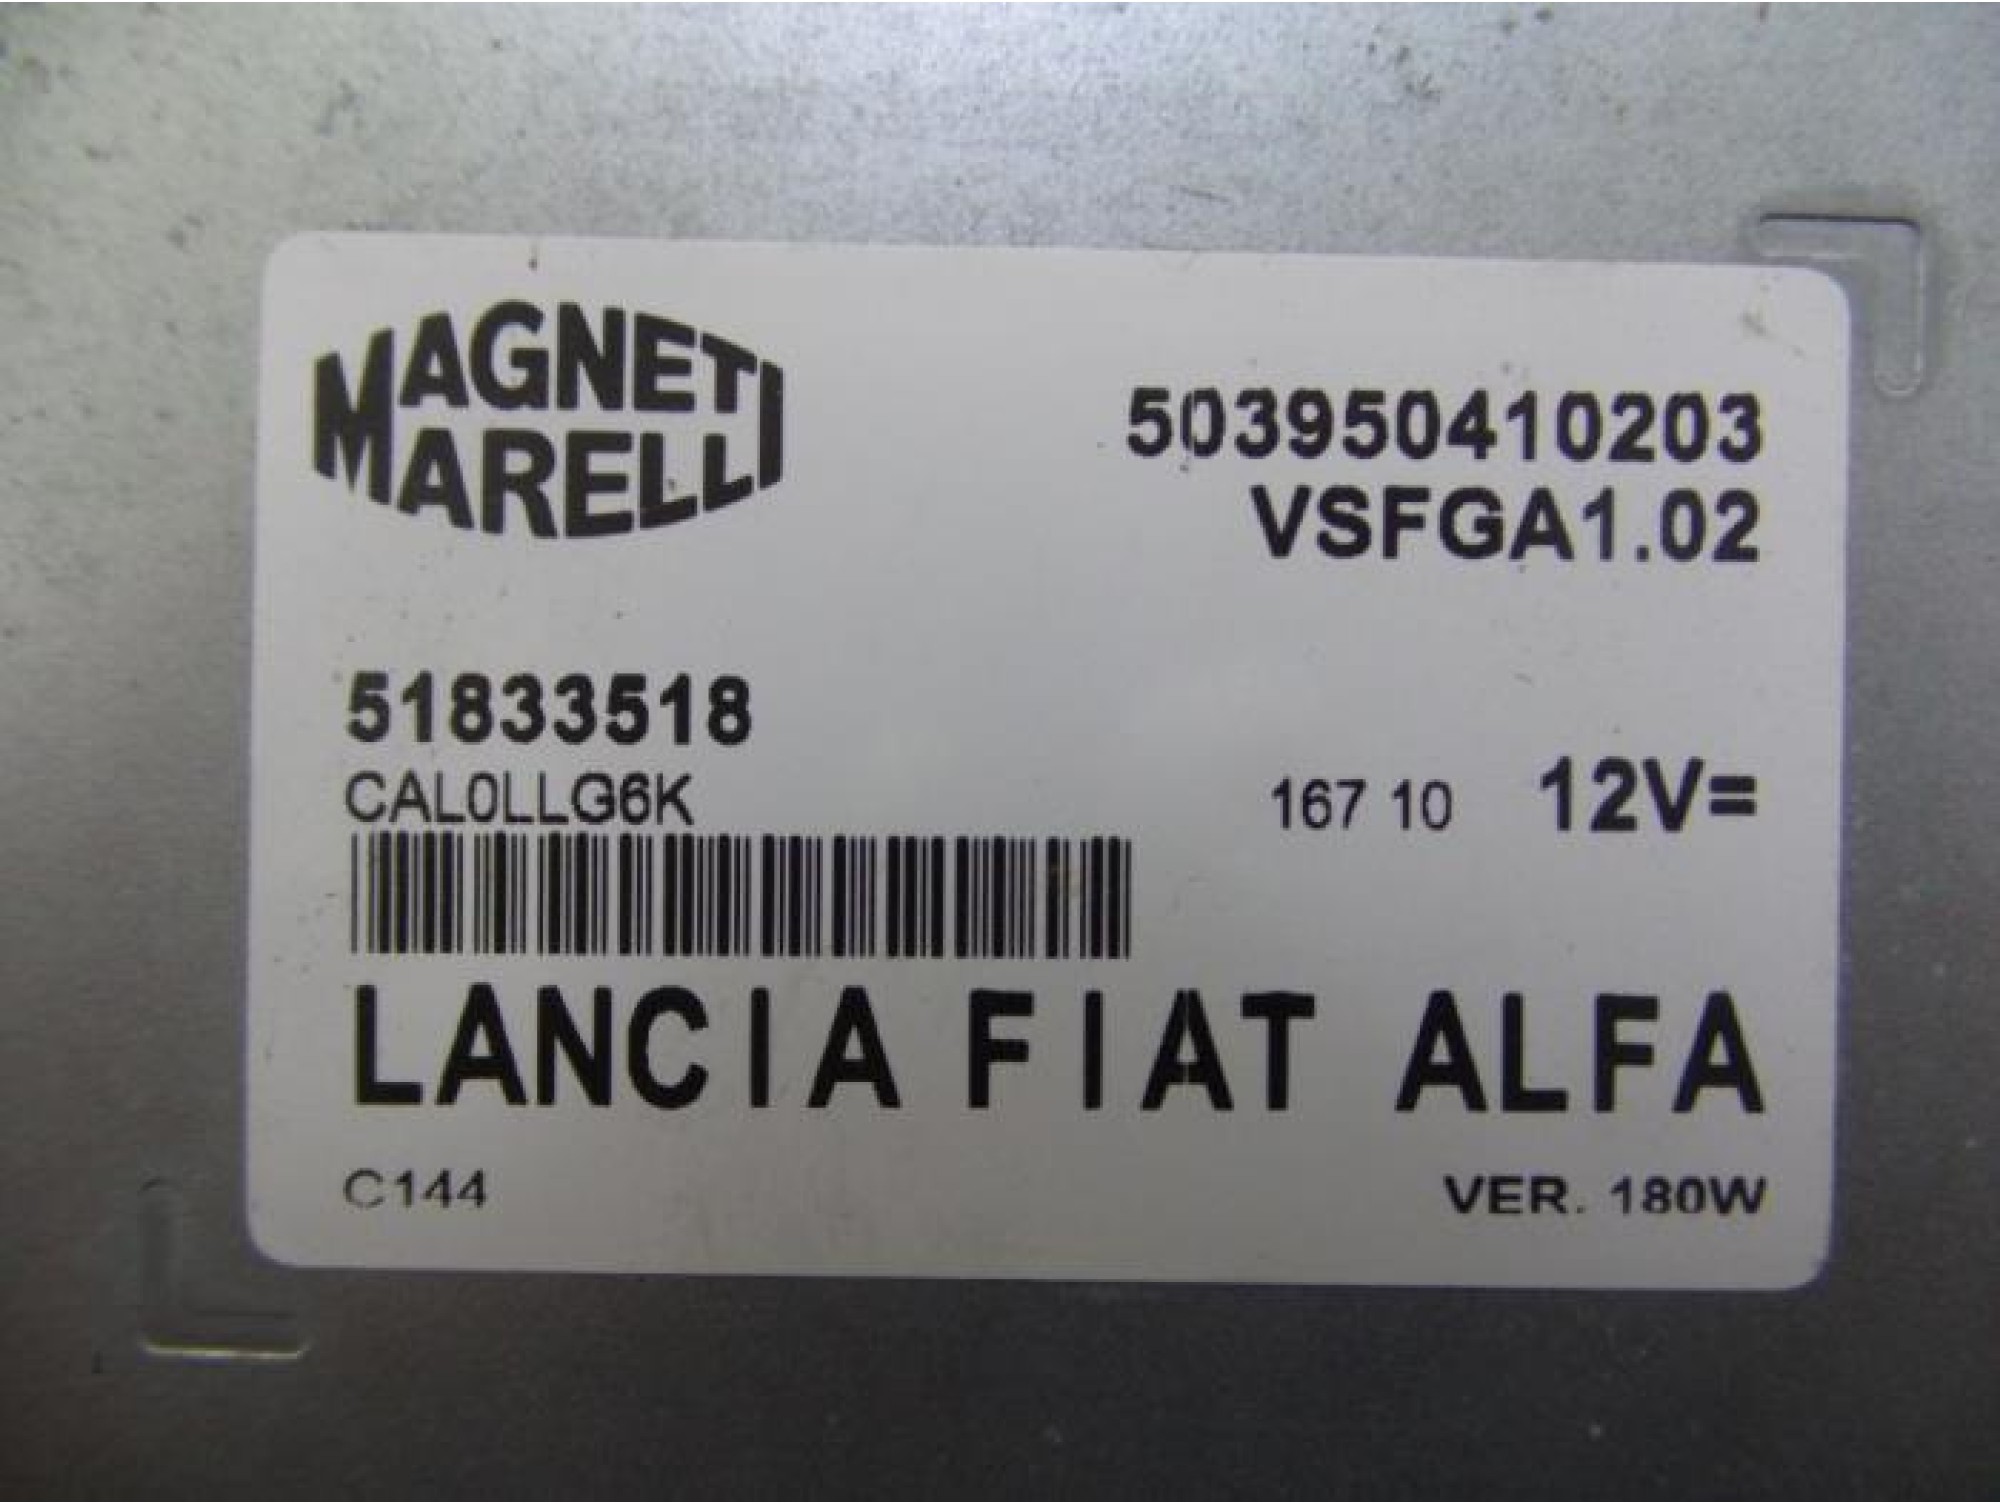 MAGNETI
MARELLI
503950410203
VSFGA1.02
51833518
CAL0LLG6K
167 10 12V=
LANCIA FIAT ALFA
C144 VER. 180W